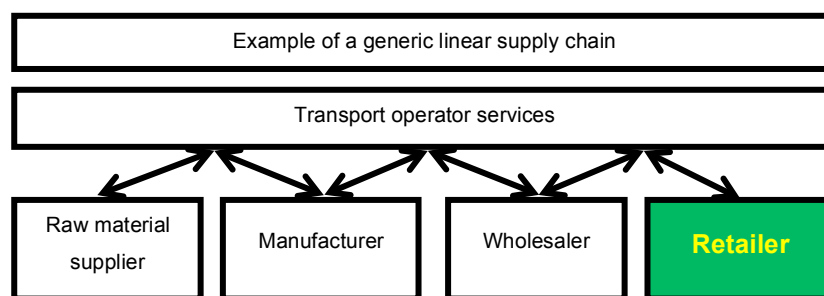 Example of a generic linear supply chain
Transport operator services
Raw material
supplier
Manufacturer
Wholesaler
Retailer